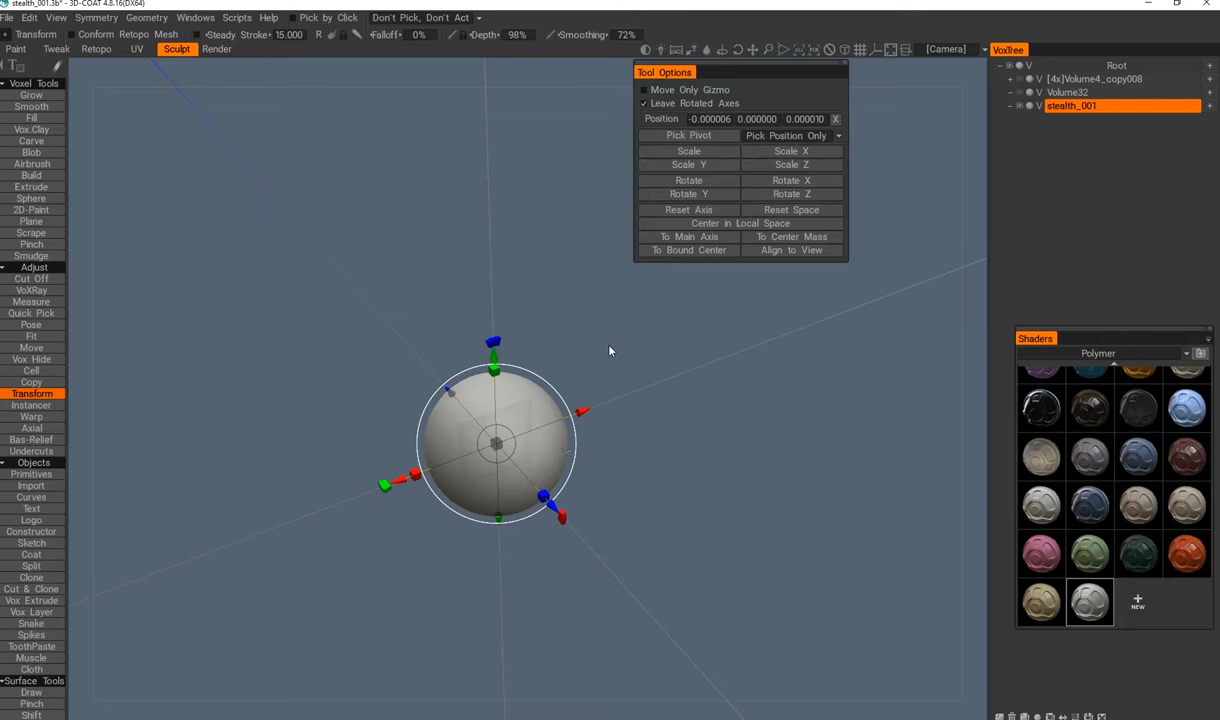 stealth_001.3b* - 3D-COAT 4.8.16(DX64)
File Edit View Symmetry Geometry Windows Scripts Help Pick by Click Don't Pick, Don't Act
Transform Conform Retopo Mesh Steady Stroke 15.000 R Falloff 0% Depth 98% Smoothing 72%
Paint Tweak Retopo UV Sculpt Render [Camera] VoxTree
Voxel Tools
Grow
Smooth
Fill
Vox.Clay
Carve
Blob
Airbrush
Build
Extrude
Sphere
2D-Paint
Plane
Scrape
Pinch
Smudge
Adjust
Cut Off
VoXRay
Measure
Quick Pick
Pose
Fit
Move
Vox Hide
Cell
Copy
Transform
Instancer
Warp
Axial
Bas-Relief
Undercuts
Objects
Primitives
Import
Curves
Text
Logo
Constructor
Sketch
Coat
Split
Clone
Cut & Clone
Vox Extrude
Vox Layer
Snake
Spikes
ToothPaste
Muscle
Cloth
Surface Tools
Draw
Pinch
Shift
Tool Options
Move Only Gizmo
Leave Rotated Axes
Position -0.000006 0.000000 0.000010 X
Pick Pivot Pick Position Only
Scale Scale X
Scale Y Scale Z
Rotate Rotate X
Rotate Y Rotate Z
Reset Axis Reset Space
Center in Local Space
To Main Axis To Center Mass
To Bound Center Align to View
V Root +
+ V [4x]Volume4_copy008 +
V Volume32 +
V stealth_001 +
Shaders
Polymer
+
NEW